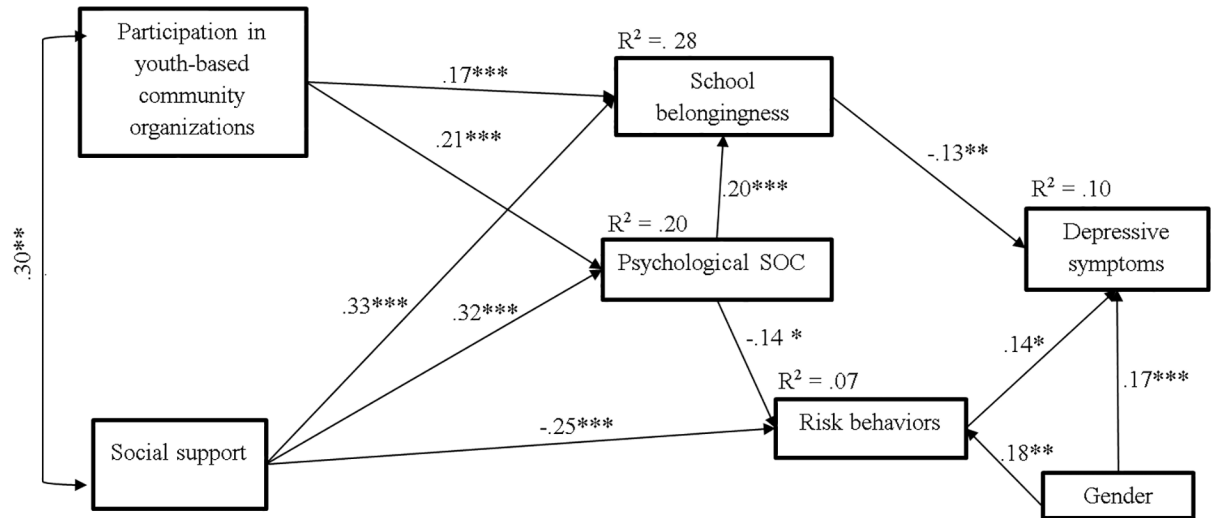 Participation in
youth-based
community
organizations
R² =. 28
School
belongingness
.17***
.21***
-.13**
.20***
R² = .10
Depressive
symptoms
R² = .20
Psychological SOC
.30**
.33***
.32***
-.14 *
.14*
.17***
R² = .07
Risk behaviors
-.25***
Social support
.18**
Gender